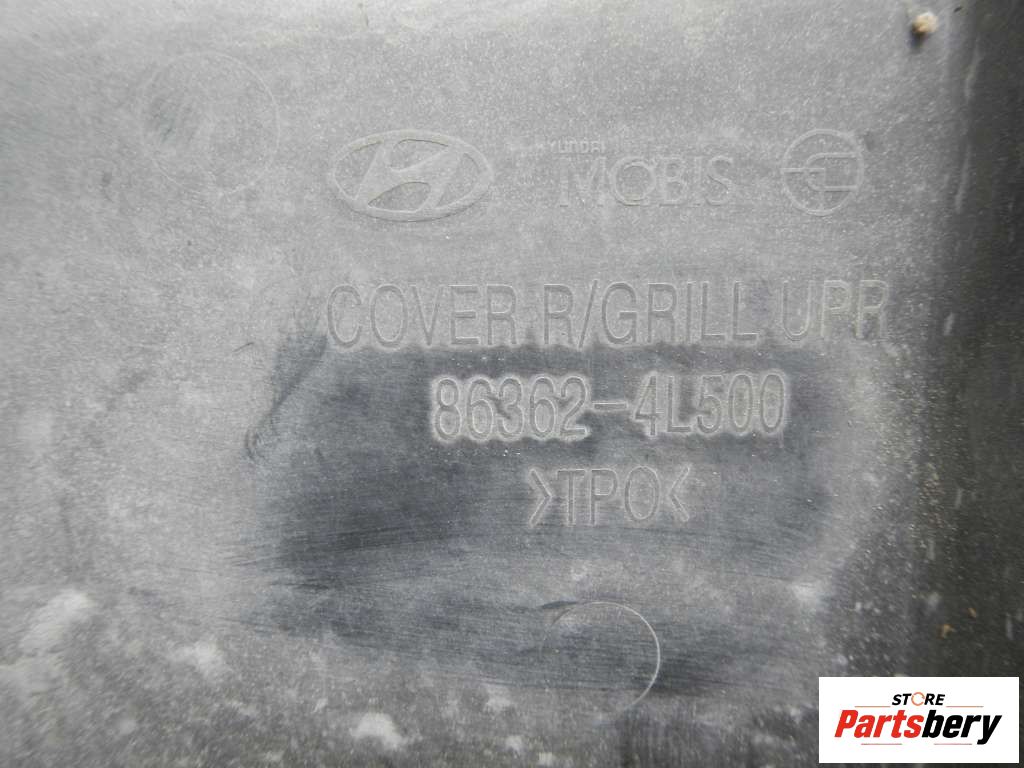 HYUNDAI
MOBIS
COVER R/GRILL UPR
86362-4L500
>TPO<
STORE
Partsbery